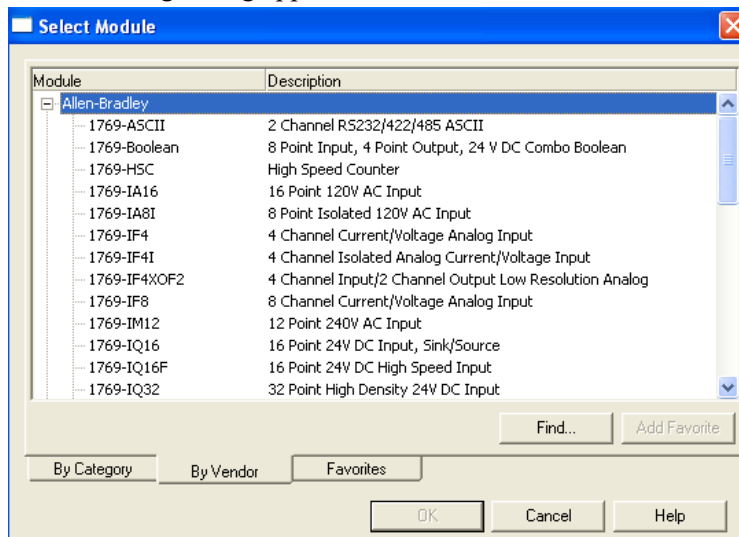 Select Module
Module Description
Allen-Bradley
1769-ASCII 2 Channel RS232/422/485 ASCII
1769-Boolean 8 Point Input, 4 Point Output, 24 V DC Combo Boolean
1769-HSC High Speed Counter
1769-IA16 16 Point 120V AC Input
1769-IA8I 8 Point Isolated 120V AC Input
1769-IF4 4 Channel Current/Voltage Analog Input
1769-IF4I 4 Channel Isolated Analog Current/Voltage Input
1769-IF4XOF2 4 Channel Input/2 Channel Output Low Resolution Analog
1769-IF8 8 Channel Current/Voltage Analog Input
1769-IM12 12 Point 240V AC Input
1769-IQ16 16 Point 24V DC Input, Sink/Source
1769-IQ16F 16 Point 24V DC High Speed Input
1769-IQ32 32 Point High Density 24V DC Input
Find... Add Favorite
By Category By Vendor Favorites
OK Cancel Help